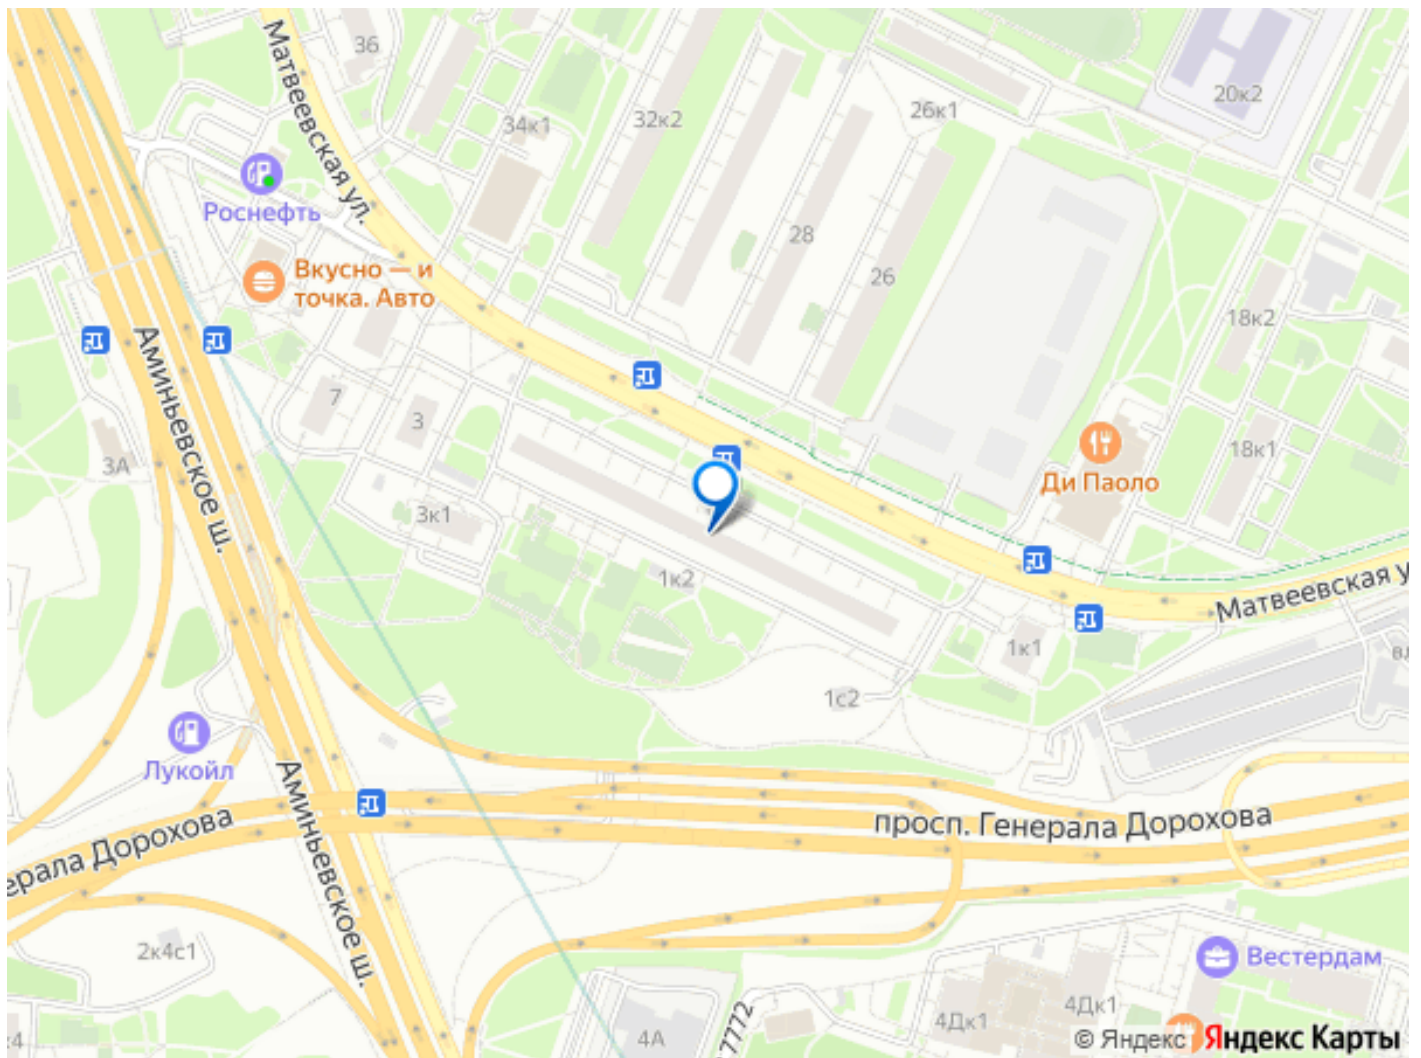 36
Матвеевская ул.
34к1
32к2
26к1
20к2
Роснефть
28
26
Вкусно — и
точка. Авто
18к2
Аминьевское ш.
7
3
3А
18к1
Ди Паоло
3к1
1к2
Матвеевская у
1к1
1с2
Лукойл
Аминьевское ш.
просп. Генерала Дорохова
ерала Дорохова
2к4с1
Вестердам
4Дк1
4Дк1
4А
7772
© Яндекс Яндекс Карты